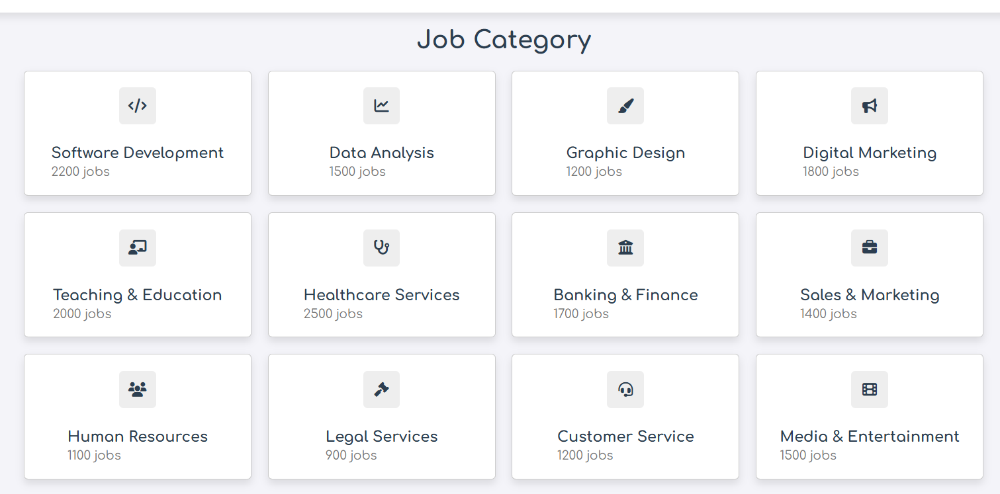 Job Category
Software Development
2200 jobs
Data Analysis
1500 jobs
Graphic Design
1200 jobs
Digital Marketing
1800 jobs
Teaching & Education
2000 jobs
Healthcare Services
2500 jobs
Banking & Finance
1700 jobs
Sales & Marketing
1400 jobs
Human Resources
1100 jobs
Legal Services
900 jobs
Customer Service
1200 jobs
Media & Entertainment
1500 jobs